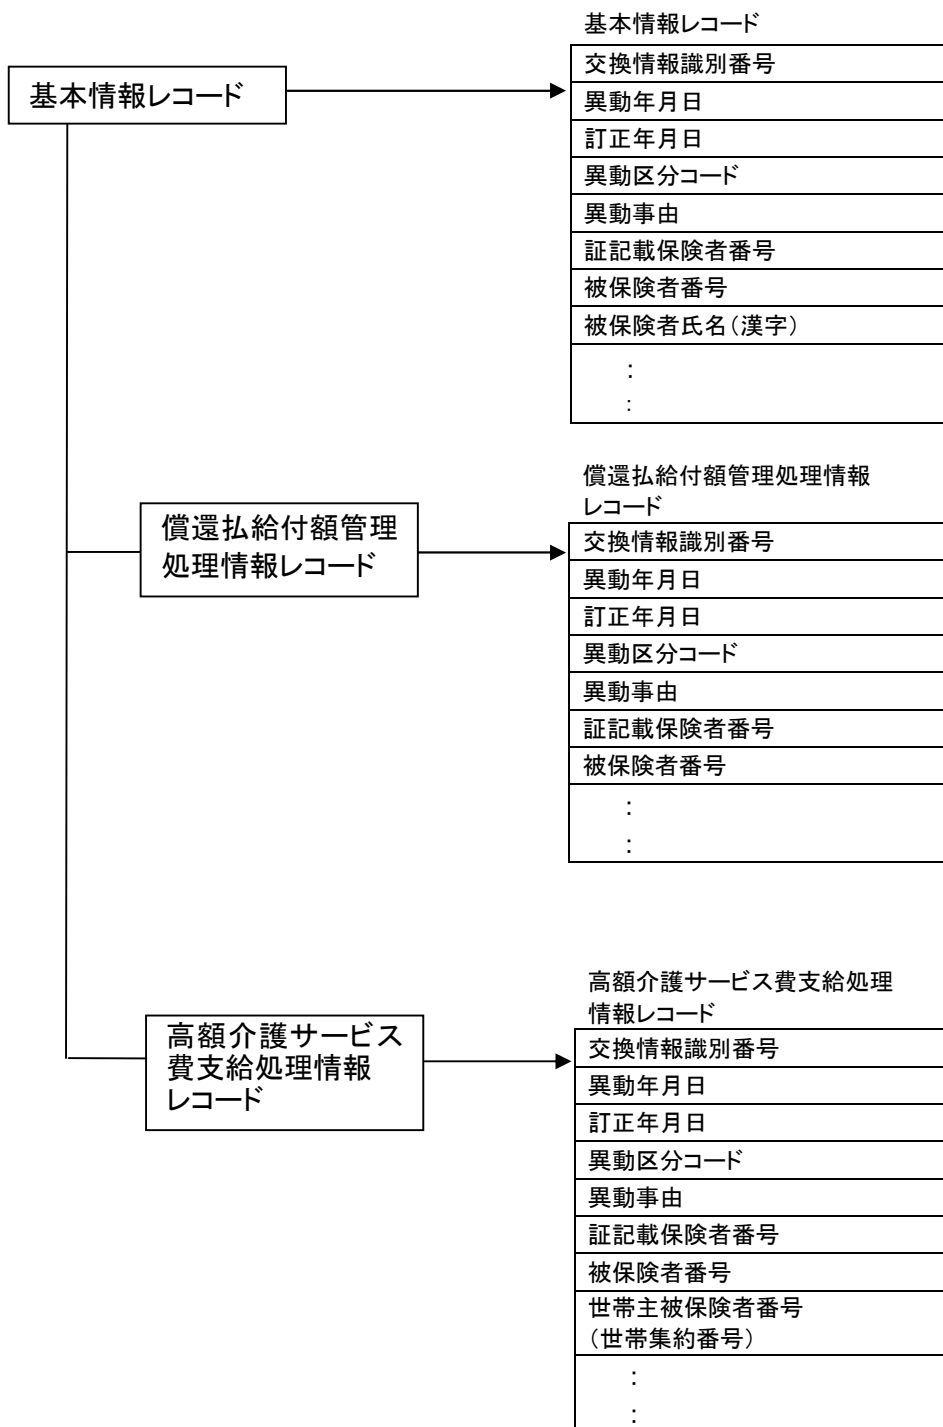 基本情報レコード
基本情報レコード
交換情報識別番号
異動年月日
訂正年月日
異動区分コード
異動事由
証記載保険者番号
被保険者番号
被保険者氏名(漢字)
:
:
償還払給付額管理
処理情報レコード
償還払給付額管理処理情報
レコード
交換情報識別番号
異動年月日
訂正年月日
異動区分コード
異動事由
証記載保険者番号
被保険者番号
:
:
高額介護サービス
費支給処理情報
レコード
高額介護サービス費支給処理
情報レコード
交換情報識別番号
異動年月日
訂正年月日
異動区分コード
異動事由
証記載保険者番号
被保険者番号
世帯主被保険者番号
(世帯集約番号)
:
: